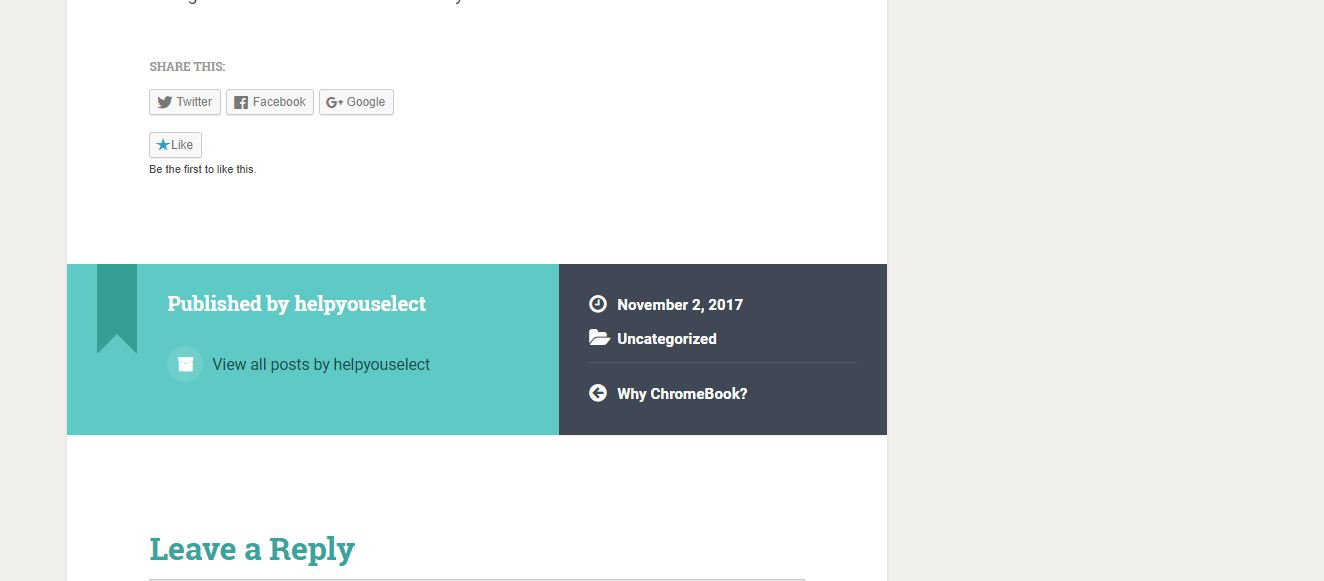 SHARE THIS:
Twitter Facebook G+ Google
Like
Be the first to like this.
Published by helpyouselect
View all posts by helpyouselect
November 2, 2017
Uncategorized
Why ChromeBook?
Leave a Reply